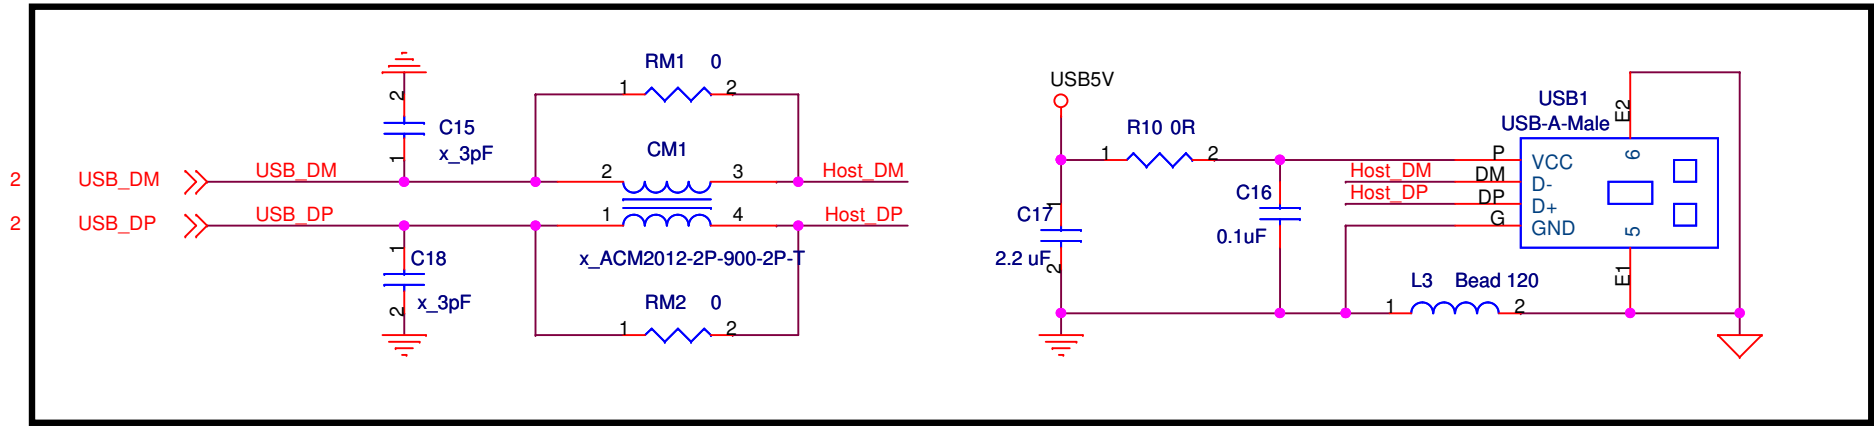 RM1 0
1 2
2
C15
x_3pF
1
CM1
2 USB_DM USB_DM 2 3 Host_DM
2 USB_DP USB_DP 1 4 Host_DP
1
C18
x_3pF
2
x_ACM2012-2P-900-2P-T
RM2 0
1 2
USB5V
R10 0R
1 2
C17
1
2.2 uF
2
C16
0.1uF
USB1
USB-A-Male
E2
6
P VCC
Host_DM DM D-
Host_DP DP D+
G GND
5
E1
L3 Bead 120
1 2